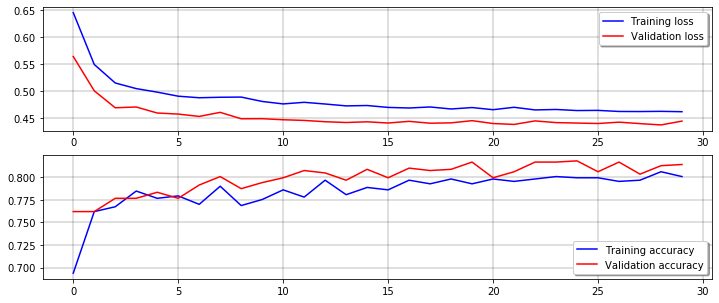 0.65
0.60
0.55
0.50
0.45
Training loss
Validation loss
0 5 10 15 20 25 30
0.800
0.775
0.750
0.725
0.700
Training accuracy
Validation accuracy
0 5 10 15 20 25 30